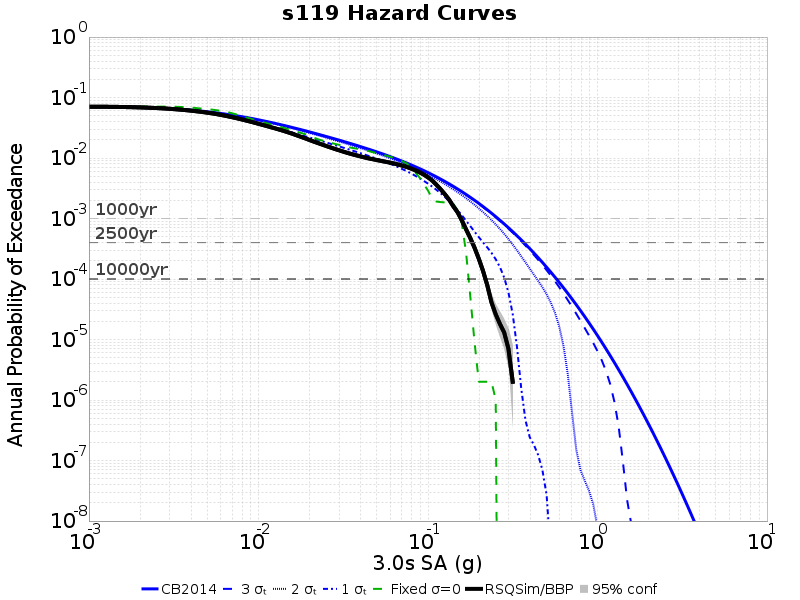 s119 Hazard Curves
Annual Probability of Exceedance
10^0
10^-1
10^-2
10^-3
10^-4
10^-5
10^-6
10^-7
10^-8
1000yr
2500yr
10000yr
10^-3 10^-2 10^-1 10^0 10^1
3.0s SA (g)
CB2014 3 σₜ 2 σₜ 1 σₜ Fixed σ=0 RSQSim/BBP 95% conf